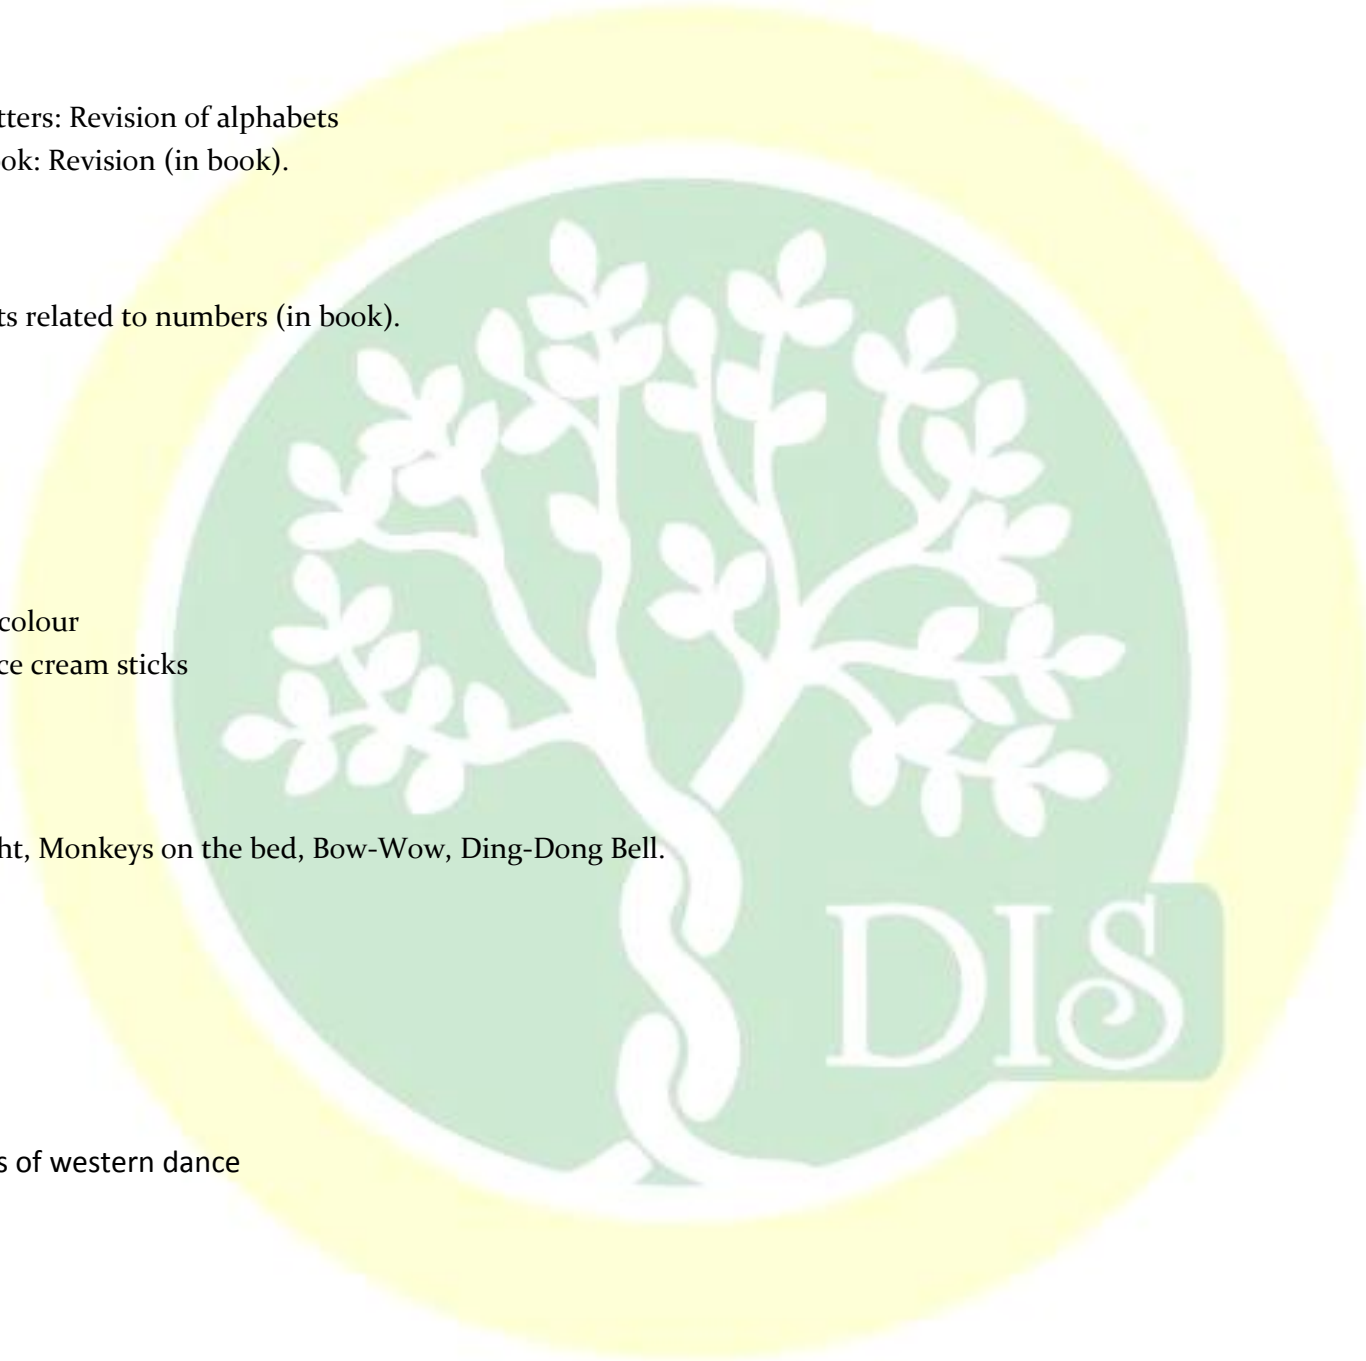 tters: Revision of alphabets
ok: Revision (in book).
ts related to numbers (in book).
colour
ce cream sticks
ht, Monkeys on the bed, Bow-Wow, Ding-Dong Bell.
DIS
s of western dance